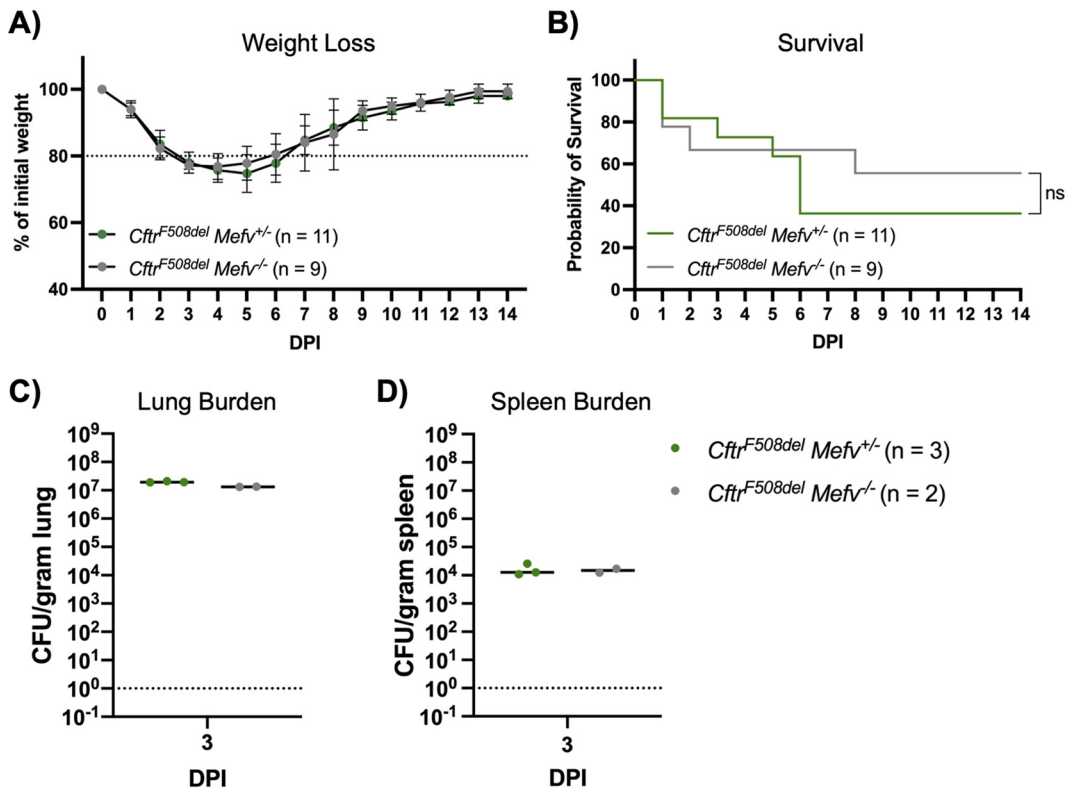 A)
Weight Loss
% of initial weight
100
80
60
40
Cftr^F508del Mefv^+/- (n = 11)
Cftr^F508del Mefv^-/- (n = 9)
0 1 2 3 4 5 6 7 8 9 10 11 12 13 14
DPI
B)
Survival
Probability of Survival
100
80
60
40
20
0
ns
Cftr^F508del Mefv^+/- (n = 11)
Cftr^F508del Mefv^-/- (n = 9)
0 1 2 3 4 5 6 7 8 9 10 11 12 13 14
DPI
C)
Lung Burden
CFU/gram lung
10^9
10^8
10^7
10^6
10^5
10^4
10^3
10^2
10^1
10^0
10^-1
3
DPI
D)
Spleen Burden
CFU/gram spleen
10^9
10^8
10^7
10^6
10^5
10^4
10^3
10^2
10^1
10^0
10^-1
3
DPI
Cftr^F508del Mefv^+/- (n = 3)
Cftr^F508del Mefv^-/- (n = 2)